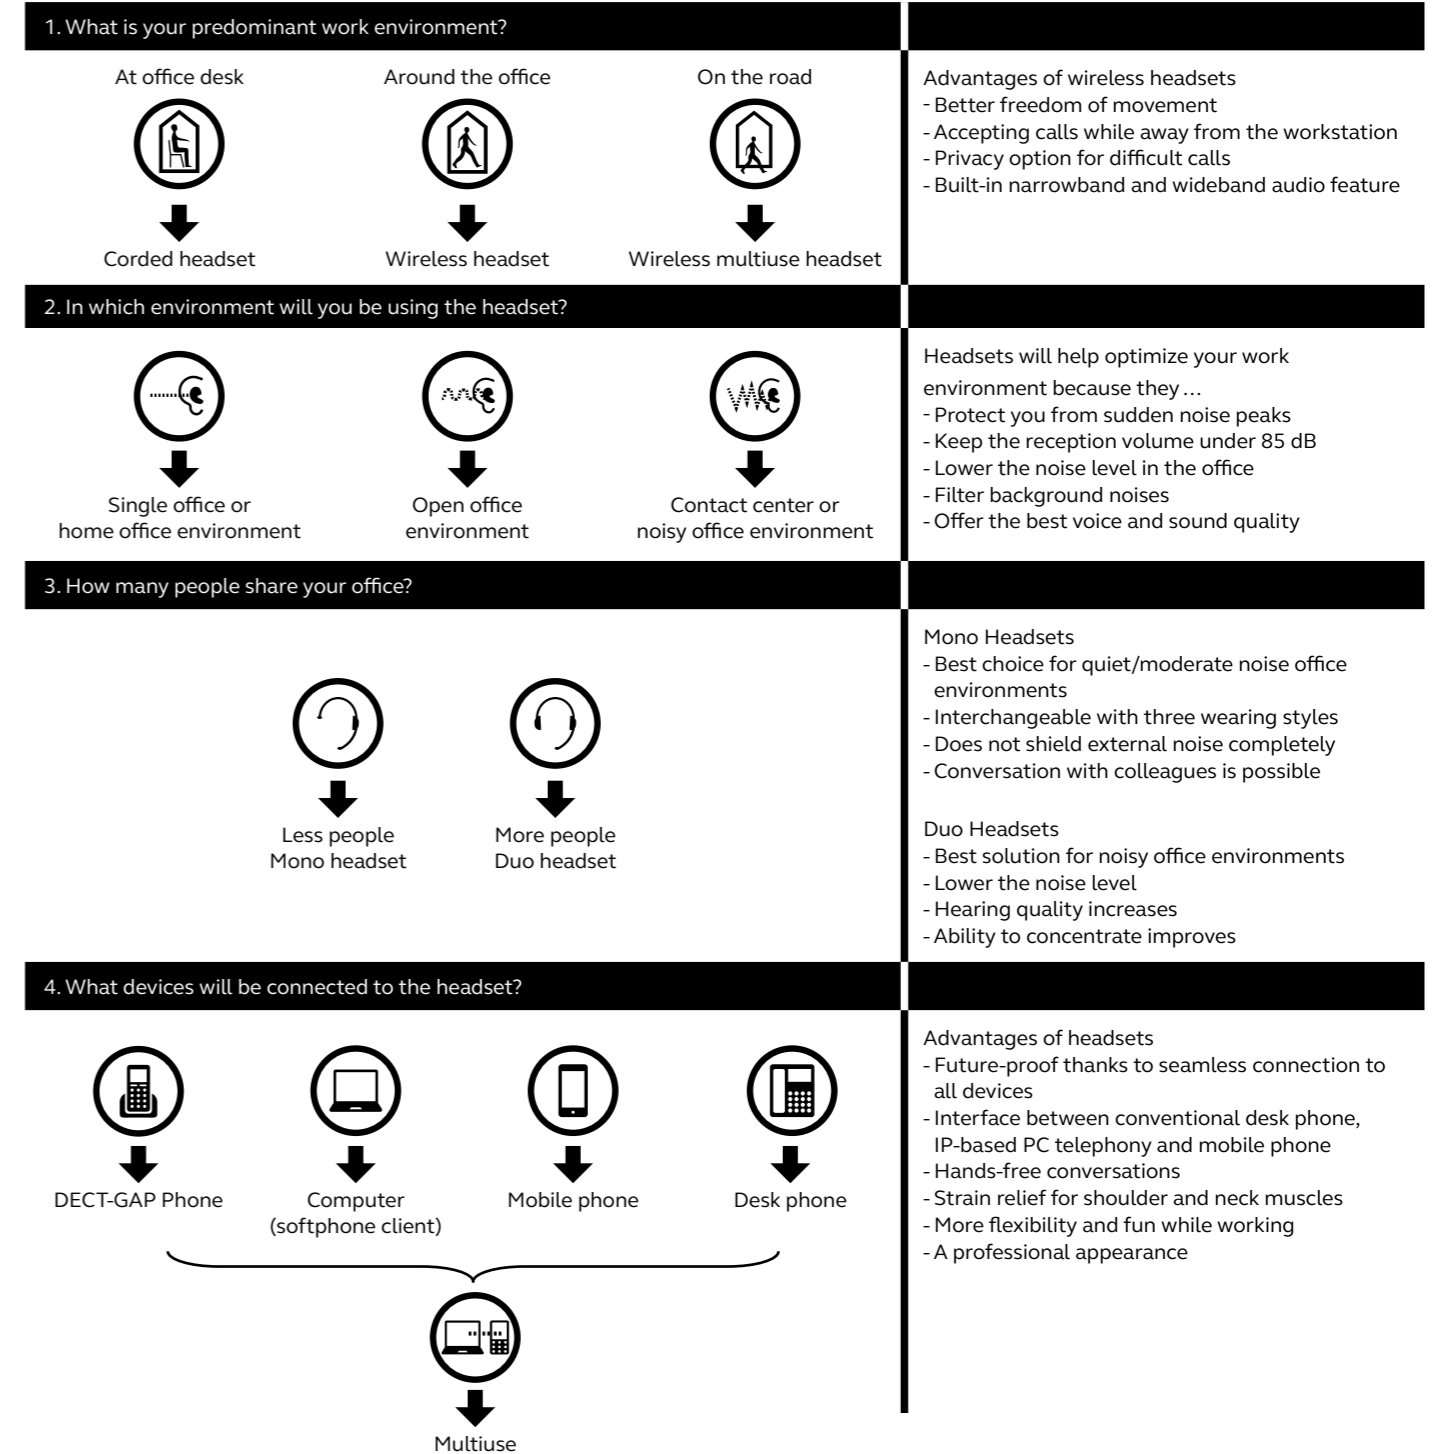 1. What is your predominant work environment?
At office desk
Around the office
On the road
Corded headset
Wireless headset
Wireless multiuse headset
Advantages of wireless headsets
- Better freedom of movement
- Accepting calls while away from the workstation
- Privacy option for difficult calls
- Built-in narrowband and wideband audio feature
2. In which environment will you be using the headset?
Single office or
home office environment
Open office
environment
Contact center or
noisy office environment
Headsets will help optimize your work
environment because they ...
- Protect you from sudden noise peaks
- Keep the reception volume under 85 dB
- Lower the noise level in the office
- Filter background noises
- Offer the best voice and sound quality
3. How many people share your office?
Less people
Mono headset
More people
Duo headset
Mono Headsets
- Best choice for quiet/moderate noise office
environments
- Interchangeable with three wearing styles
- Does not shield external noise completely
- Conversation with colleagues is possible
Duo Headsets
- Best solution for noisy office environments
- Lower the noise level
- Hearing quality increases
- Ability to concentrate improves
4. What devices will be connected to the headset?
DECT-GAP Phone
Computer
(softphone client)
Mobile phone
Desk phone
Multiuse
Advantages of headsets
- Future-proof thanks to seamless connection to
all devices
- Interface between conventional desk phone,
IP-based PC telephony and mobile phone
- Hands-free conversations
- Strain relief for shoulder and neck muscles
- More flexibility and fun while working
- A professional appearance